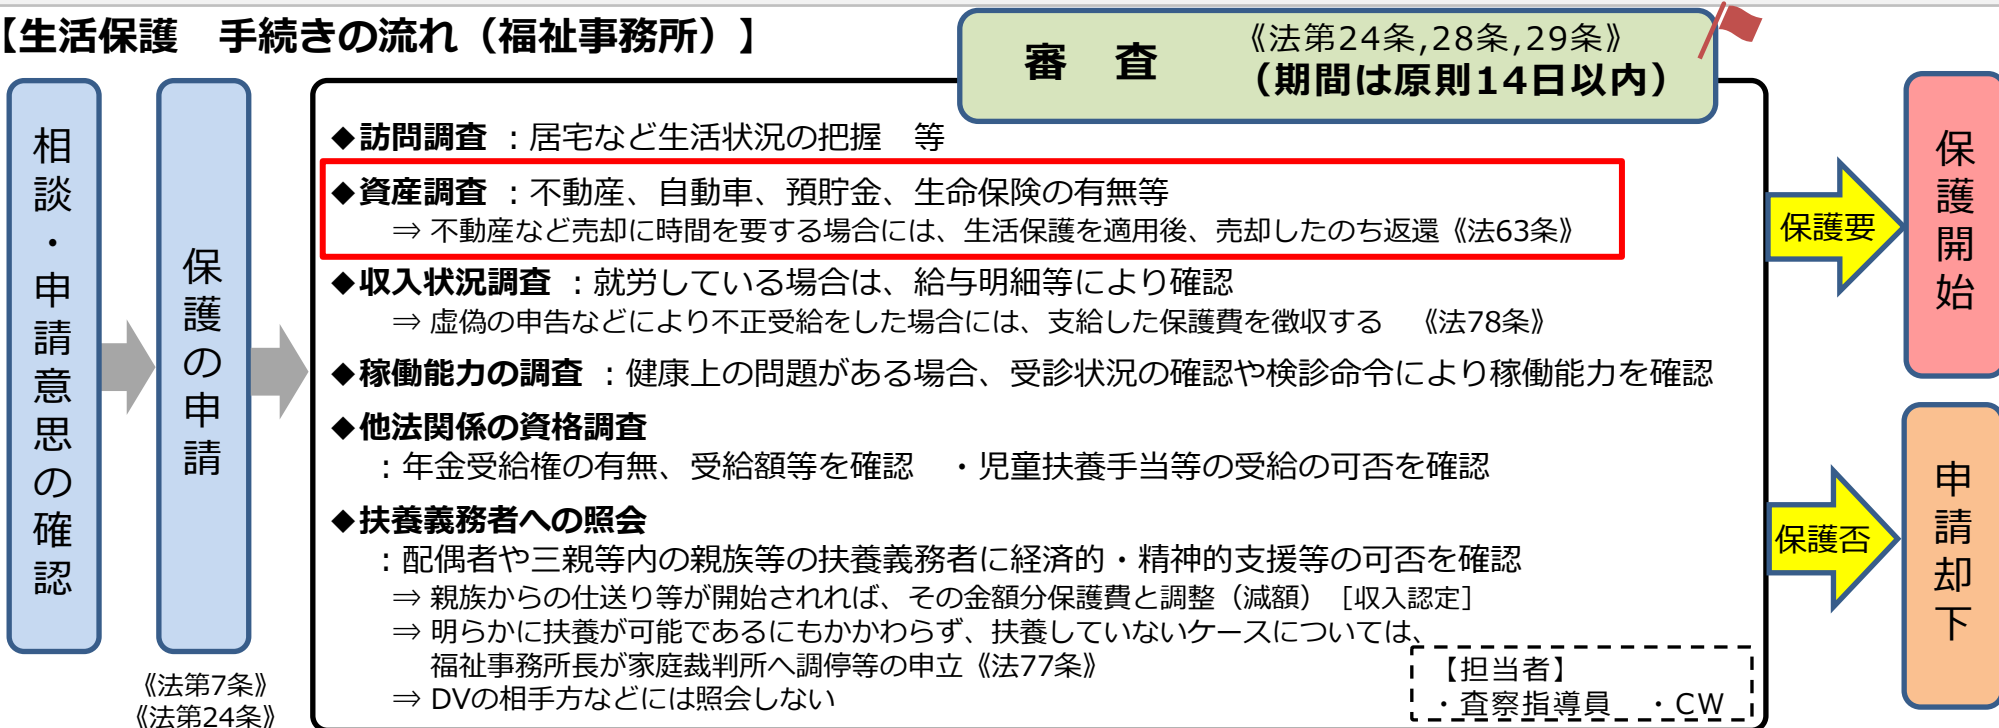 【生活保護　手続きの流れ（福祉事務所）】
審　査
《法第24条,28条,29条》
（期間は原則14日以内）
相談・申請意思の確認
保護の申請
《法第7条》
《法第24条》
◆訪問調査 ：居宅など生活状況の把握　等
◆資産調査 ：不動産、自動車、預貯金、生命保険の有無等
⇒ 不動産など売却に時間を要する場合には、生活保護を適用後、売却したのち返還《法63条》
◆収入状況調査 ：就労している場合は、給与明細等により確認
⇒ 虚偽の申告などにより不正受給をした場合には、支給した保護費を徴収する　《法78条》
◆稼働能力の調査 ：健康上の問題がある場合、受診状況の確認や検診命令により稼働能力を確認
◆他法関係の資格調査
：年金受給権の有無、受給額等を確認　・児童扶養手当等の受給の可否を確認
◆扶養義務者への照会
：配偶者や三親等内の親族等の扶養義務者に経済的・精神的支援等の可否を確認
⇒ 親族からの仕送り等が開始されれば、その金額分保護費と調整（減額）［収入認定］
⇒ 明らかに扶養が可能であるにもかかわらず、扶養していないケースについては、
福祉事務所長が家庭裁判所へ調停等の申立《法77条》
⇒ DVの相手方などには照会しない
【担当者】
・査察指導員　・CW
保護要
保護開始
保護否
申請却下